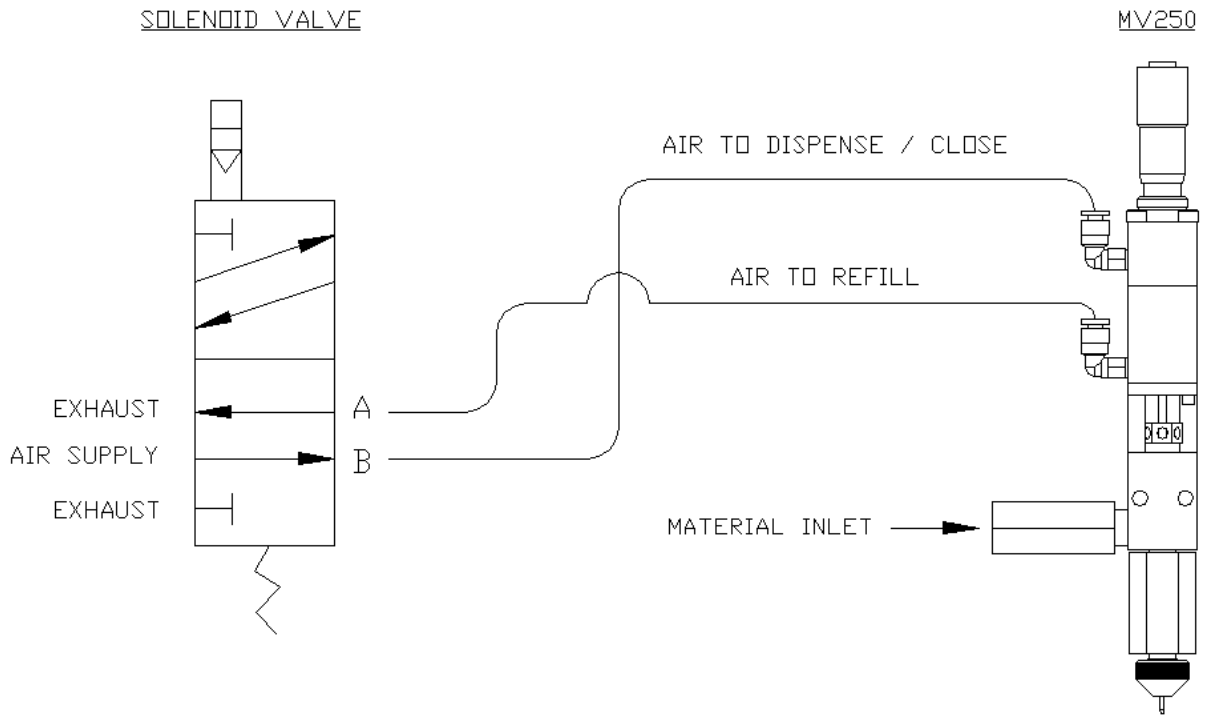 SOLENOID VALVE
MV250
AIR TO DISPENSE / CLOSE
AIR TO REFILL
EXHAUST
A
AIR SUPPLY
B
EXHAUST
MATERIAL INLET